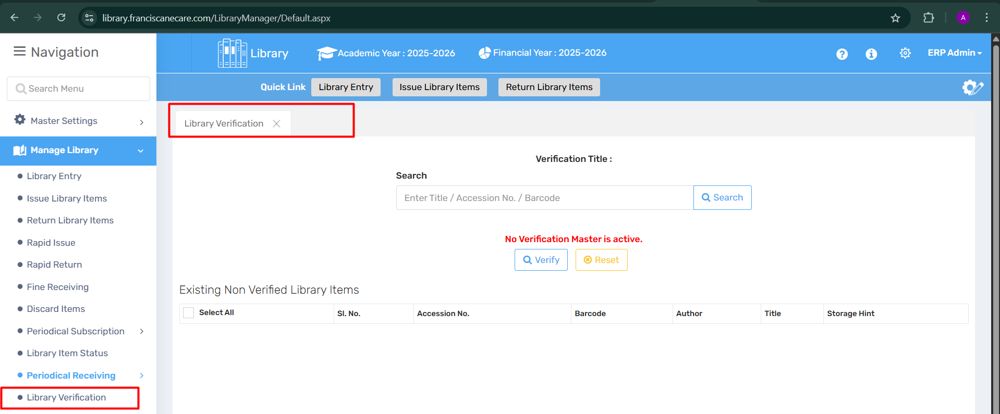 library.franciscanecare.com/LibraryManager/Default.aspx
A
Navigation
Library
Academic Year : 2025-2026
Financial Year : 2025-2026
ERP Admin
Search Menu
Quick Link
Library Entry
Issue Library Items
Return Library Items
Master Settings
Manage Library
Library Entry
Issue Library Items
Return Library Items
Rapid Issue
Rapid Return
Fine Receiving
Discard Items
Periodical Subscription
Library Item Status
Periodical Receiving
Library Verification
Library Verification
Verification Title :
Search
Enter Title / Accession No. / Barcode
Search
No Verification Master is active.
Verify
Reset
Existing Non Verified Library Items
Select All Sl. No. Accession No. Barcode Author Title Storage Hint